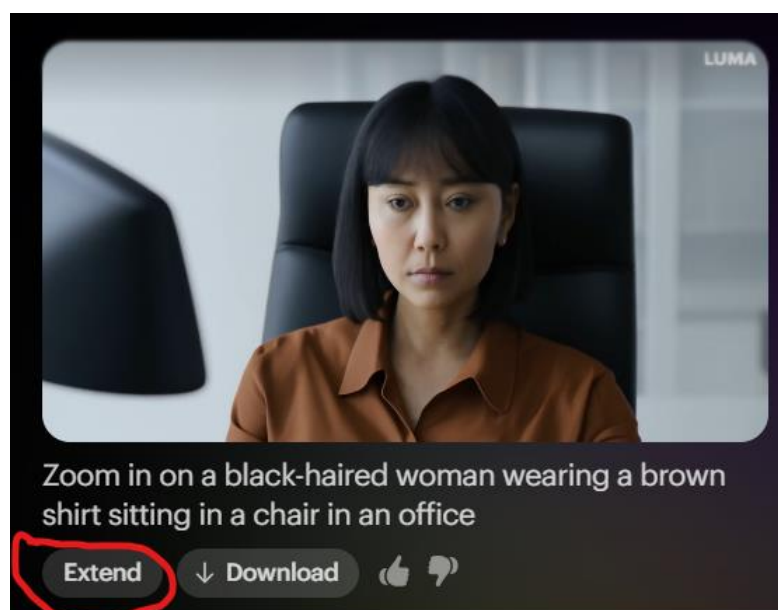 LUMA
Zoom in on a black-haired woman wearing a brown
shirt sitting in a chair in an office
Extend
Download